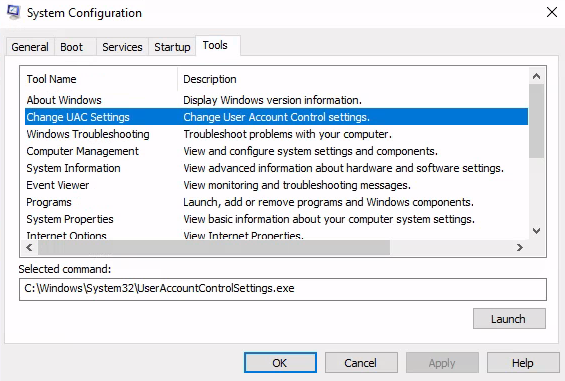 System Configuration
General Boot Services Startup Tools
Tool Name Description
About Windows Display Windows version information.
Change UAC Settings Change User Account Control settings.
Windows Troubleshooting Troubleshoot problems with your computer.
Computer Management View and configure system settings and components.
System Information View advanced information about hardware and software settings.
Event Viewer View monitoring and troubleshooting messages.
Programs Launch, add or remove programs and Windows components.
System Properties View basic information about your computer system settings.
Internet Options View Internet Properties.
Selected command:
C:\Windows\System32\UserAccountControlSettings.exe
Launch
OK Cancel Apply Help